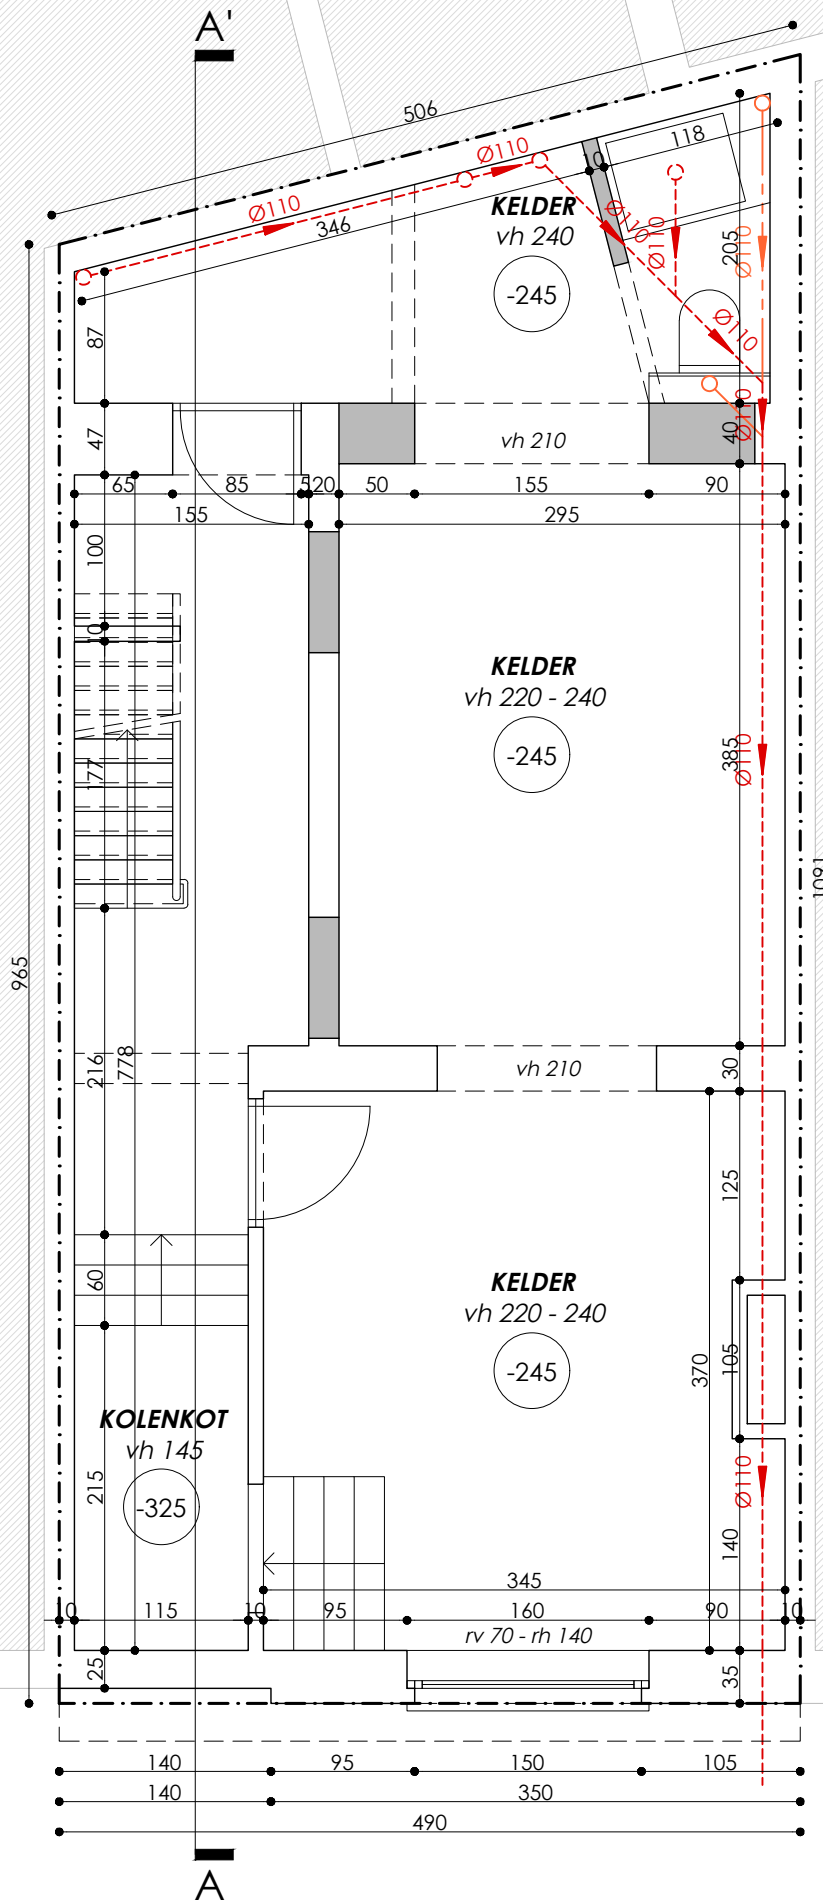 A'
506
118
Ø110
10
Ø110
346
KELDER
vh 240
-245
Ø110
Ø110
205
Ø110
Ø110
87
47
vh 210
40
Ø110
65
85
5
20
50
155
90
155
295
100
10
KELDER
vh 220 - 240
-245
177
385
Ø110
1091
965
216
778
vh 210
30
125
60
KELDER
vh 220 - 240
-245
370
105
KOLENKOT
vh 145
-325
215
Ø110
140
345
10
115
10
95
160
90
10
rv 70 - rh 140
25
35
140
95
150
105
140
350
490
A